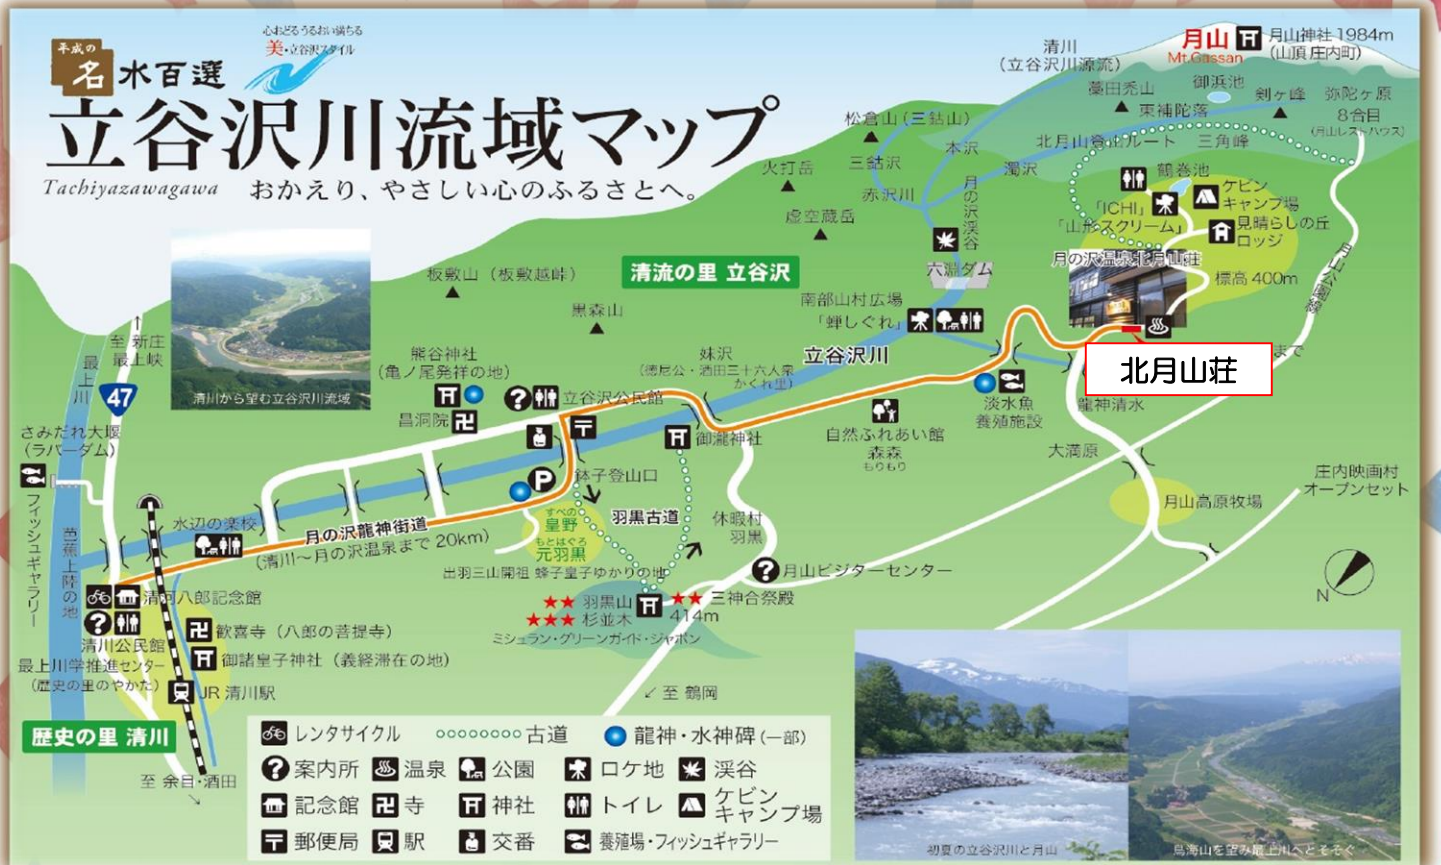 平成の
名水百選
心おどるうるおい満ちる
美・立谷沢スタイル
立谷沢川流域マップ
Tachiyazawagawa
おかえり、やさしい心のふるさとへ。
月山
Mt.Gassan
月山神社 1984m
(山頂 庄内町)
清川
(立谷沢川源流)
御浜池
藁田禿山
東補陀落
剣ヶ峰
弥陀ヶ原
8合目
(月山レストハウス)
松倉山(三鈷山)
三鈷沢
本沢
北月山登山ルート
三角峰
火打岳
赤沢川
濁沢
月の沢渓谷
虚空蔵岳
鶴巻池
「ICHI」
「山形スクリーム」
ケビン
キャンプ場
見晴らしの丘
ロッジ
月の沢温泉北月山荘
標高 400m
月山公園線
六淵ダム
清流の里 立谷沢
板敷山(板敷越峠)
黒森山
南部山村広場
「蝉しぐれ」
立谷沢川
北月山荘
まで
至 新庄
最上峡
最上川
47
清川から望む立谷沢川流域
熊谷神社
(亀ノ尾発祥の地)
昌洞院
妹沢
(徳尼公・酒田三十六人衆
かくれ里)
立谷沢公民館
御瀧神社
淡水魚
養殖施設
龍神清水
自然ふれあい館
森森
もりもり
大満原
さみだれ大堰
(ラバーダム)
フィッシュギャラリー
芭蕉上陸の地
水辺の楽校
月の沢龍神街道
(清川〜月の沢温泉まで 20km)
P
鉢子登山口
すべの
皇野
もとはぐろ
元羽黒
羽黒古道
休暇村
羽黒
出羽三山開祖 蜂子皇子ゆかりの地
月山ビジターセンター
月山高原牧場
庄内映画村
オープンセット
N
★★ 羽黒山
★★★ 杉並木
★★ 三神合祭殿
414m
ミシュラン・グリーンガイド・ジャポン
清河八郎記念館
清川公民館
最上川学推進センター
(歴史の里のやかた)
歓喜寺(八郎の菩提寺)
御諸皇子神社(義経滞在の地)
JR 清川駅
歴史の里 清川
至 余目・酒田
至 鶴岡
レンタサイクル
古道
龍神・水神碑(一部)
案内所
温泉
公園
ロケ地
渓谷
記念館
寺
神社
トイレ
ケビン
キャンプ場
郵便局
駅
交番
養殖場・フィッシュギャラリー
初夏の立谷沢川と月山
鳥海山を望み最上川へとそそぐ